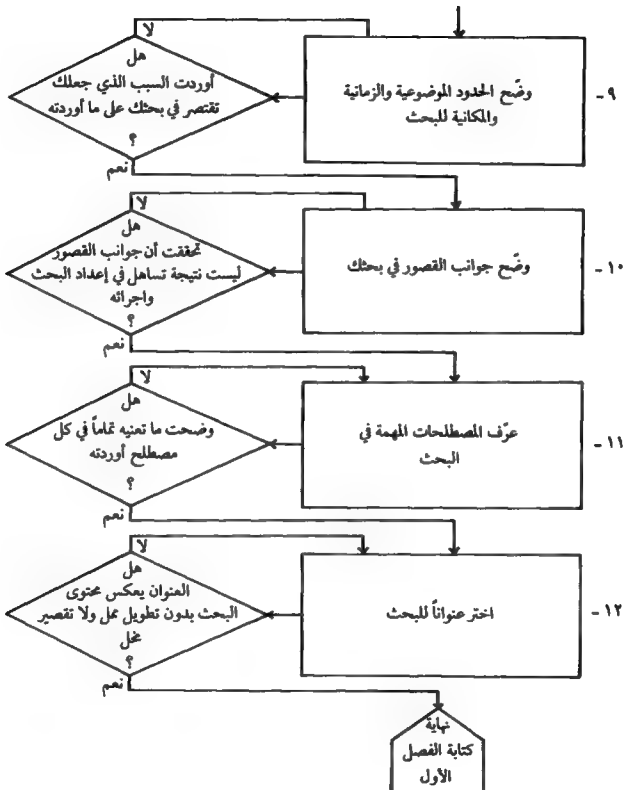 ٩ -
وضّح الحدود الموضوعية والزمانية
والمكانية للبحث
لا
هل
أوردت السبب الذي جعلك
تقتصر في بحثك على ما أوردته
؟
نعم
١٠ -
وضّح جوانب القصور في بحثك
لا
هل
تحققت أن جوانب القصور
ليست نتيجة تساهل في إعداد البحث
واجرائه
؟
نعم
١١ -
عرّف المصطلحات المهمة في
البحث
لا
هل
وضحت ما تعنيه تماماً في كل
مصطلح أوردته
؟
نعم
١٢ -
اختر عنواناً للبحث
لا
هل
العنوان يعكس محتوى
البحث بدون تطويل ممل ولا تقصير
مخل
؟
نعم
نهاية
كتابة الفصل
الأول